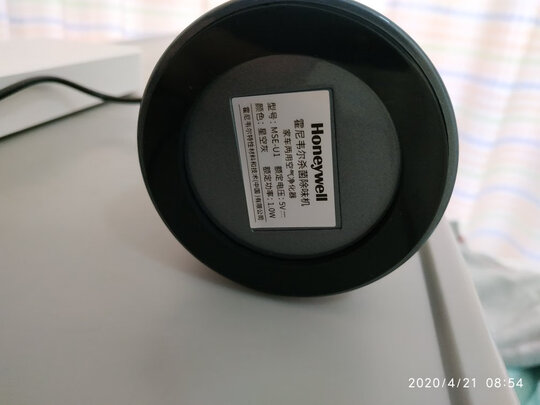 Honeywell
霍尼韦尔杀菌除味机
家车两用空气净化器
型号：MSE-U1 额定电压：5V⎓
颜色：星空灰 额定功率：1.0W
霍尼韦尔特性材料和技术(中国)有限公司
2020/4/21 08:54